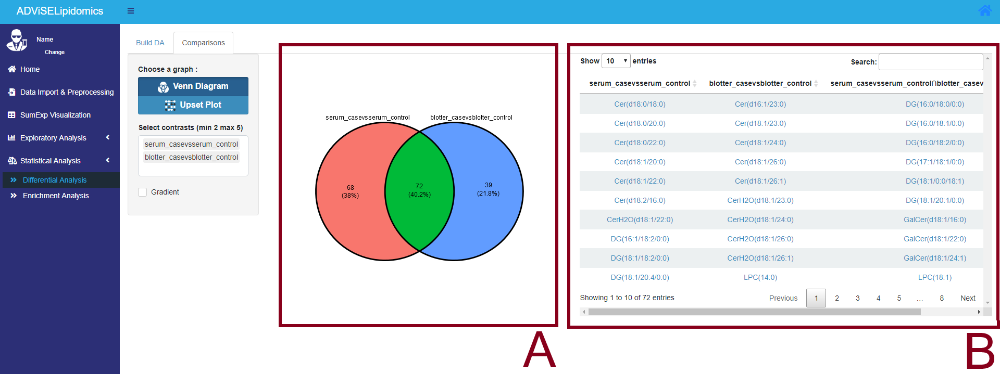 ADViSELipidomics
Name
Change
Home
Data Import & Preprocessing
SumExp Visualization
Exploratory Analysis
Statistical Analysis
Differential Analysis
Enrichment Analysis
Build DA
Comparisons
Choose a graph :
Venn Diagram
Upset Plot
Select contrasts (min 2 max 5)
serum_casevsserum_control
blotter_casevsblotter_control
Gradient
serum_casevsserum_control blotter_casevsblotter_control
68 72 39
(38%) (40.2%) (21.8%)
A
Show 10 entries Search:
serum_casevsserum_control blotter_casevsblotter_control serum_casevsserum_control∩blotter_casev
Cer(d18:0/18:0) Cer(d16:1/23:0) DG(16:0/18:0/0:0)
Cer(d18:0/20:0) Cer(d18:1/23:0) DG(16:0/18:1/0:0)
Cer(d18:0/22:0) Cer(d18:1/24:0) DG(16:0/18:2/0:0)
Cer(d18:1/20:0) Cer(d18:1/26:0) DG(17:1/18:1/0:0)
Cer(d18:1/22:0) Cer(d18:1/26:1) DG(18:1/0:0/18:1)
Cer(d18:2/16:0) CerH2O(d18:1/23:0) DG(18:1/20:1/0:0)
CerH2O(d18:1/22:0) CerH2O(d18:1/24:0) GalCer(d18:1/16:0)
DG(16:1/18:2/0:0) CerH2O(d18:1/26:0) GalCer(d18:1/22:0)
DG(18:1/18:2/0:0) CerH2O(d18:1/26:1) GalCer(d18:1/24:1)
DG(18:1/20:4/0:0) LPC(14:0) LPC(18:1)
Showing 1 to 10 of 72 entries Previous 1 2 3 4 5 … 8 Next
B